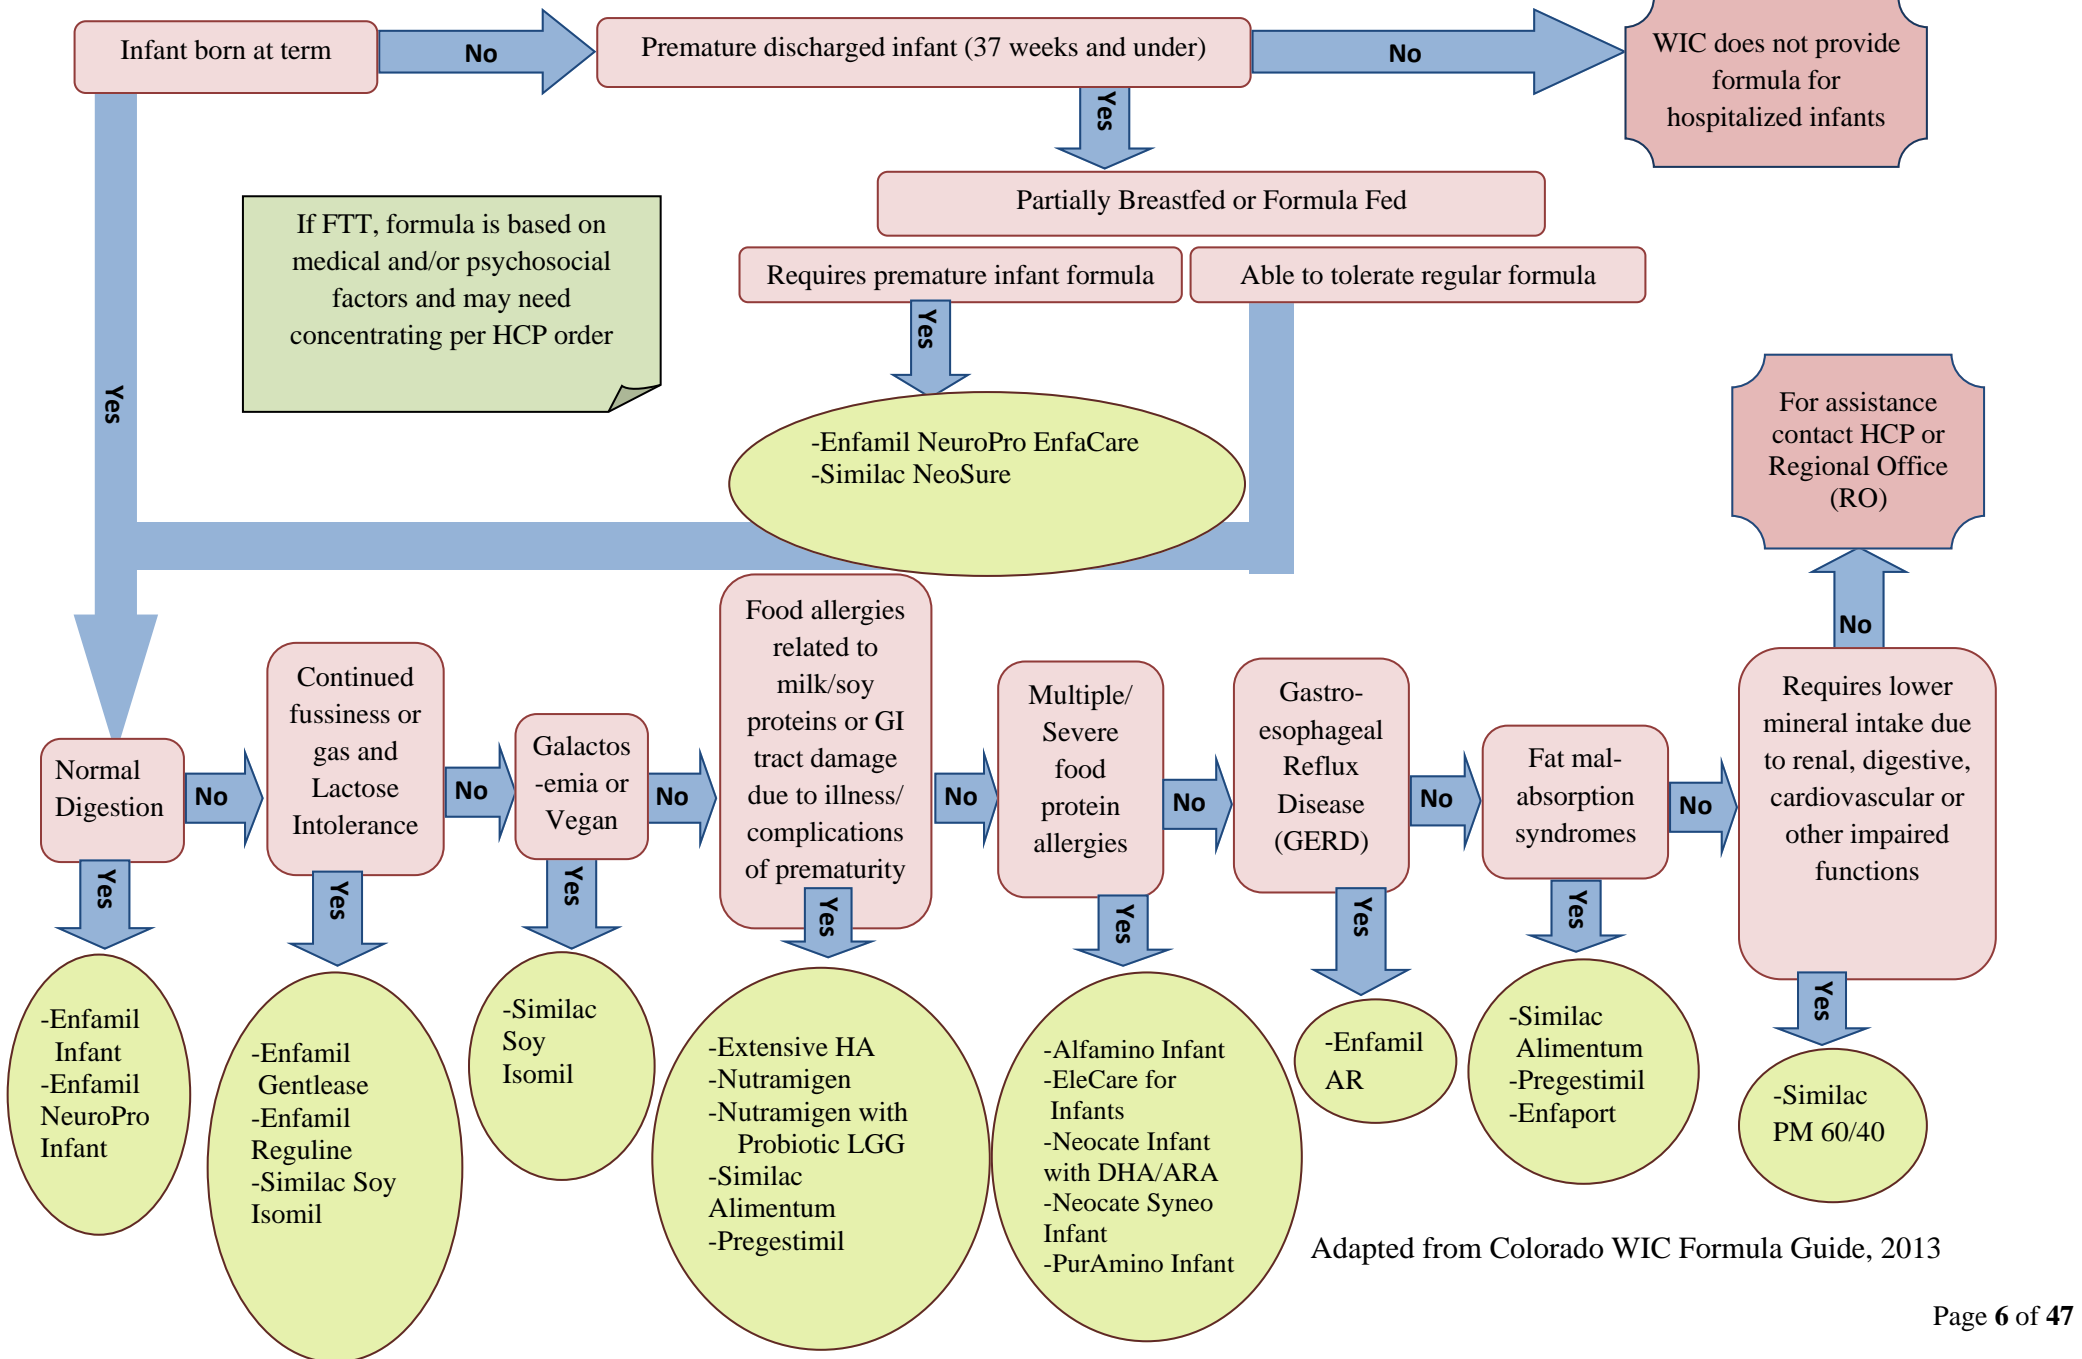 Infant born at term
No
Premature discharged infant (37 weeks and under)
No
WIC does not provide
formula for
hospitalized infants
Yes
Partially Breastfed or Formula Fed
If FTT, formula is based on
medical and/or psychosocial
factors and may need
concentrating per HCP order
Requires premature infant formula
Able to tolerate regular formula
Yes
Yes
-Enfamil NeuroPro EnfaCare
-Similac NeoSure
For assistance
contact HCP or
Regional Office
(RO)
No
Normal
Digestion
No
Continued
fussiness or
gas and
Lactose
Intolerance
No
Galactos
-emia or
Vegan
No
Food allergies
related to
milk/soy
proteins or GI
tract damage
due to illness/
complications
of prematurity
No
Multiple/
Severe
food
protein
allergies
No
Gastro-
esophageal
Reflux
Disease
(GERD)
No
Fat mal-
absorption
syndromes
No
Requires lower
mineral intake due
to renal, digestive,
cardiovascular or
other impaired
functions
Yes
Yes
Yes
Yes
Yes
Yes
Yes
Yes
-Enfamil
Infant
-Enfamil
NeuroPro
Infant
-Enfamil
Gentlease
-Enfamil
Reguline
-Similac Soy
Isomil
-Similac
Soy
Isomil
-Extensive HA
-Nutramigen
-Nutramigen with
Probiotic LGG
-Similac
Alimentum
-Pregestimil
-Alfamino Infant
-EleCare for
Infants
-Neocate Infant
with DHA/ARA
-Neocate Syneo
Infant
-PurAmino Infant
-Enfamil
AR
-Similac
Alimentum
-Pregestimil
-Enfaport
-Similac
PM 60/40
Adapted from Colorado WIC Formula Guide, 2013
Page 6 of 47